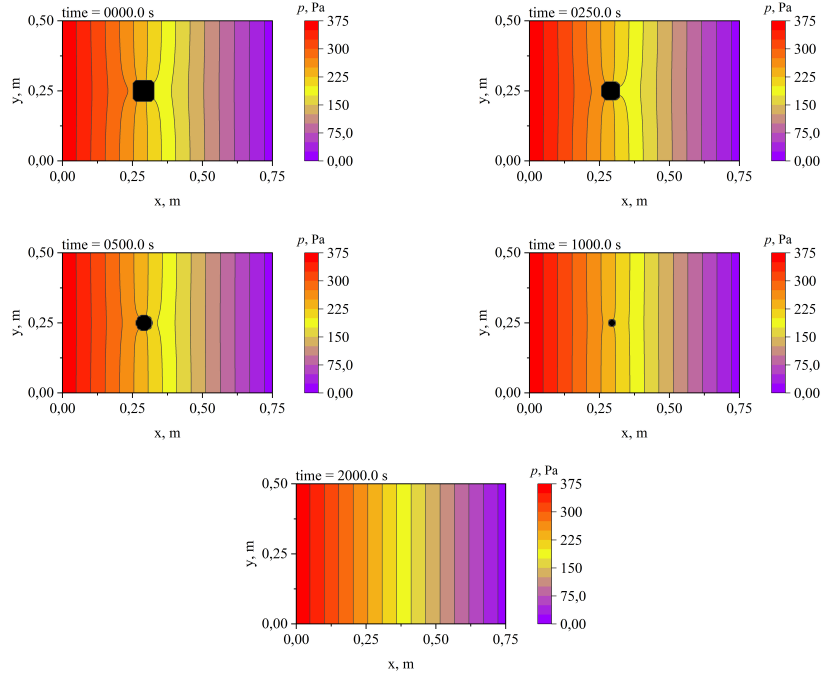 time = 0000.0 s
p, Pa
0,50
0,25
0,00
y, m
0,00 0,25 0,50 0,75
x, m
375
300
225
150
75,0
0,00
time = 0250.0 s
p, Pa
0,50
0,25
0,00
y, m
0,00 0,25 0,50 0,75
x, m
375
300
225
150
75,0
0,00
time = 0500.0 s
p, Pa
0,50
0,25
0,00
y, m
0,00 0,25 0,50 0,75
x, m
375
300
225
150
75,0
0,00
time = 1000.0 s
p, Pa
0,50
0,25
0,00
y, m
0,00 0,25 0,50 0,75
x, m
375
300
225
150
75,0
0,00
time = 2000.0 s
p, Pa
0,50
0,25
0,00
y, m
0,00 0,25 0,50 0,75
x, m
375
300
225
150
75,0
0,00